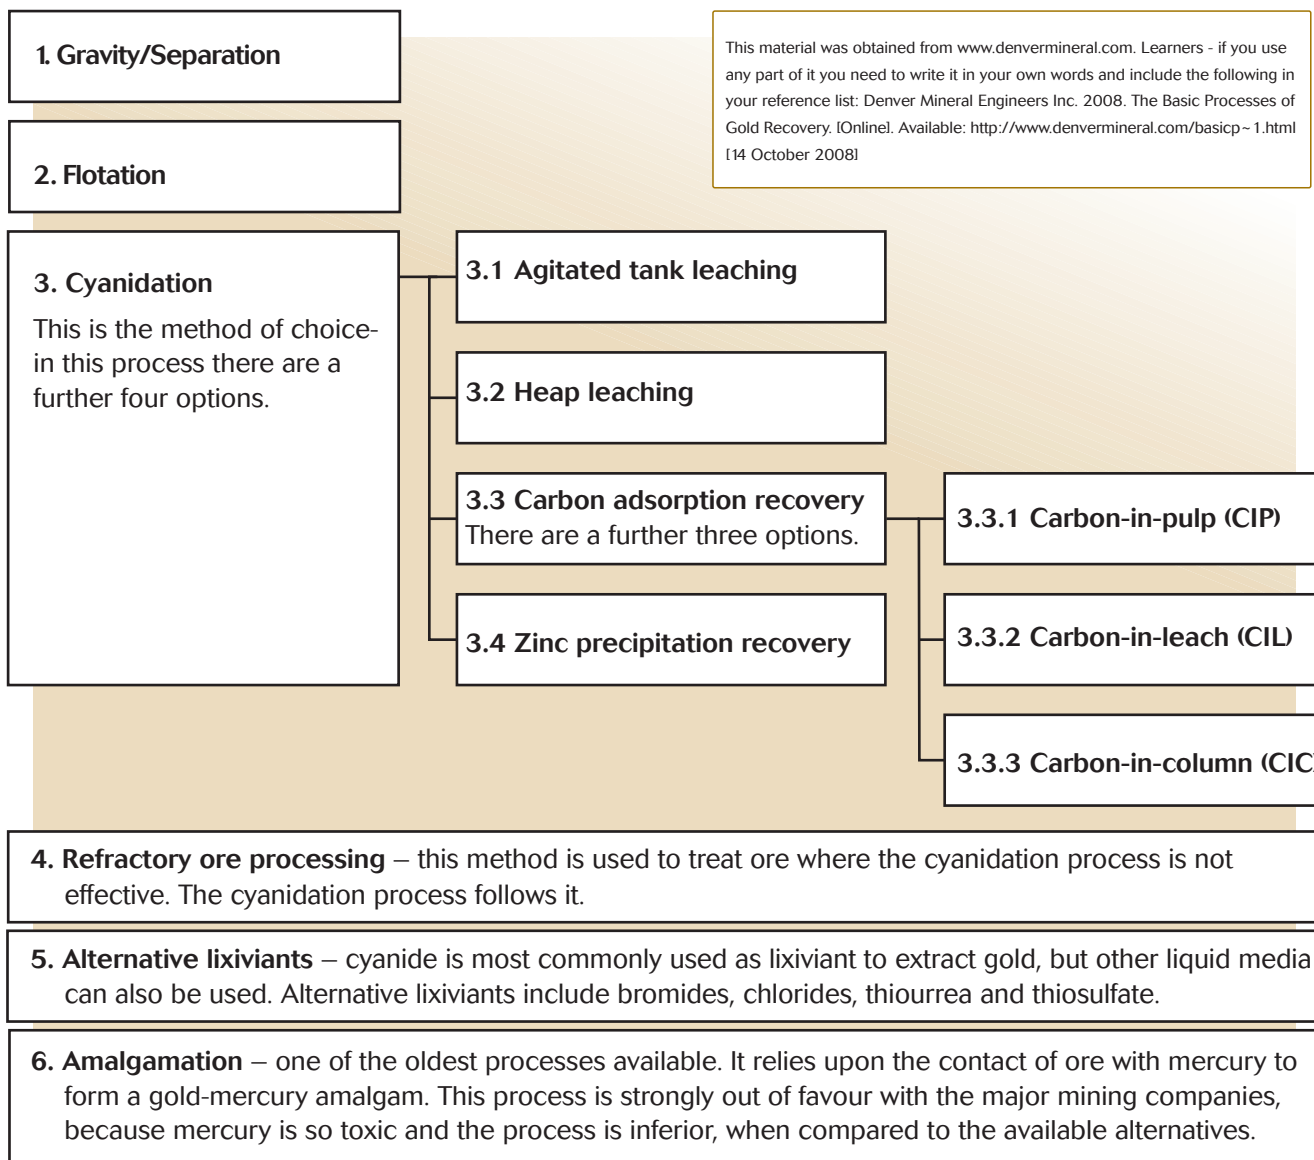 1. Gravity/Separation
This material was obtained from www.denvermineral.com. Learners - if you use
any part of it you need to write it in your own words and include the following in
your reference list: Denver Mineral Engineers Inc. 2008. The Basic Processes of
Gold Recovery. [Online]. Available: http://www.denvermineral.com/basicp~1.html
[14 October 2008]
2. Flotation
3. Cyanidation
This is the method of choice-
in this process there are a
further four options.
3.1 Agitated tank leaching
3.2 Heap leaching
3.3 Carbon adsorption recovery
There are a further three options.
3.4 Zinc precipitation recovery
3.3.1 Carbon-in-pulp (CIP)
3.3.2 Carbon-in-leach (CIL)
3.3.3 Carbon-in-column (CIC)
4. Refractory ore processing – this method is used to treat ore where the cyanidation process is not
effective. The cyanidation process follows it.
5. Alternative lixiviants – cyanide is most commonly used as lixiviant to extract gold, but other liquid media
can also be used. Alternative lixiviants include bromides, chlorides, thiourrea and thiosulfate.
6. Amalgamation – one of the oldest processes available. It relies upon the contact of ore with mercury to
form a gold-mercury amalgam. This process is strongly out of favour with the major mining companies,
because mercury is so toxic and the process is inferior, when compared to the available alternatives.